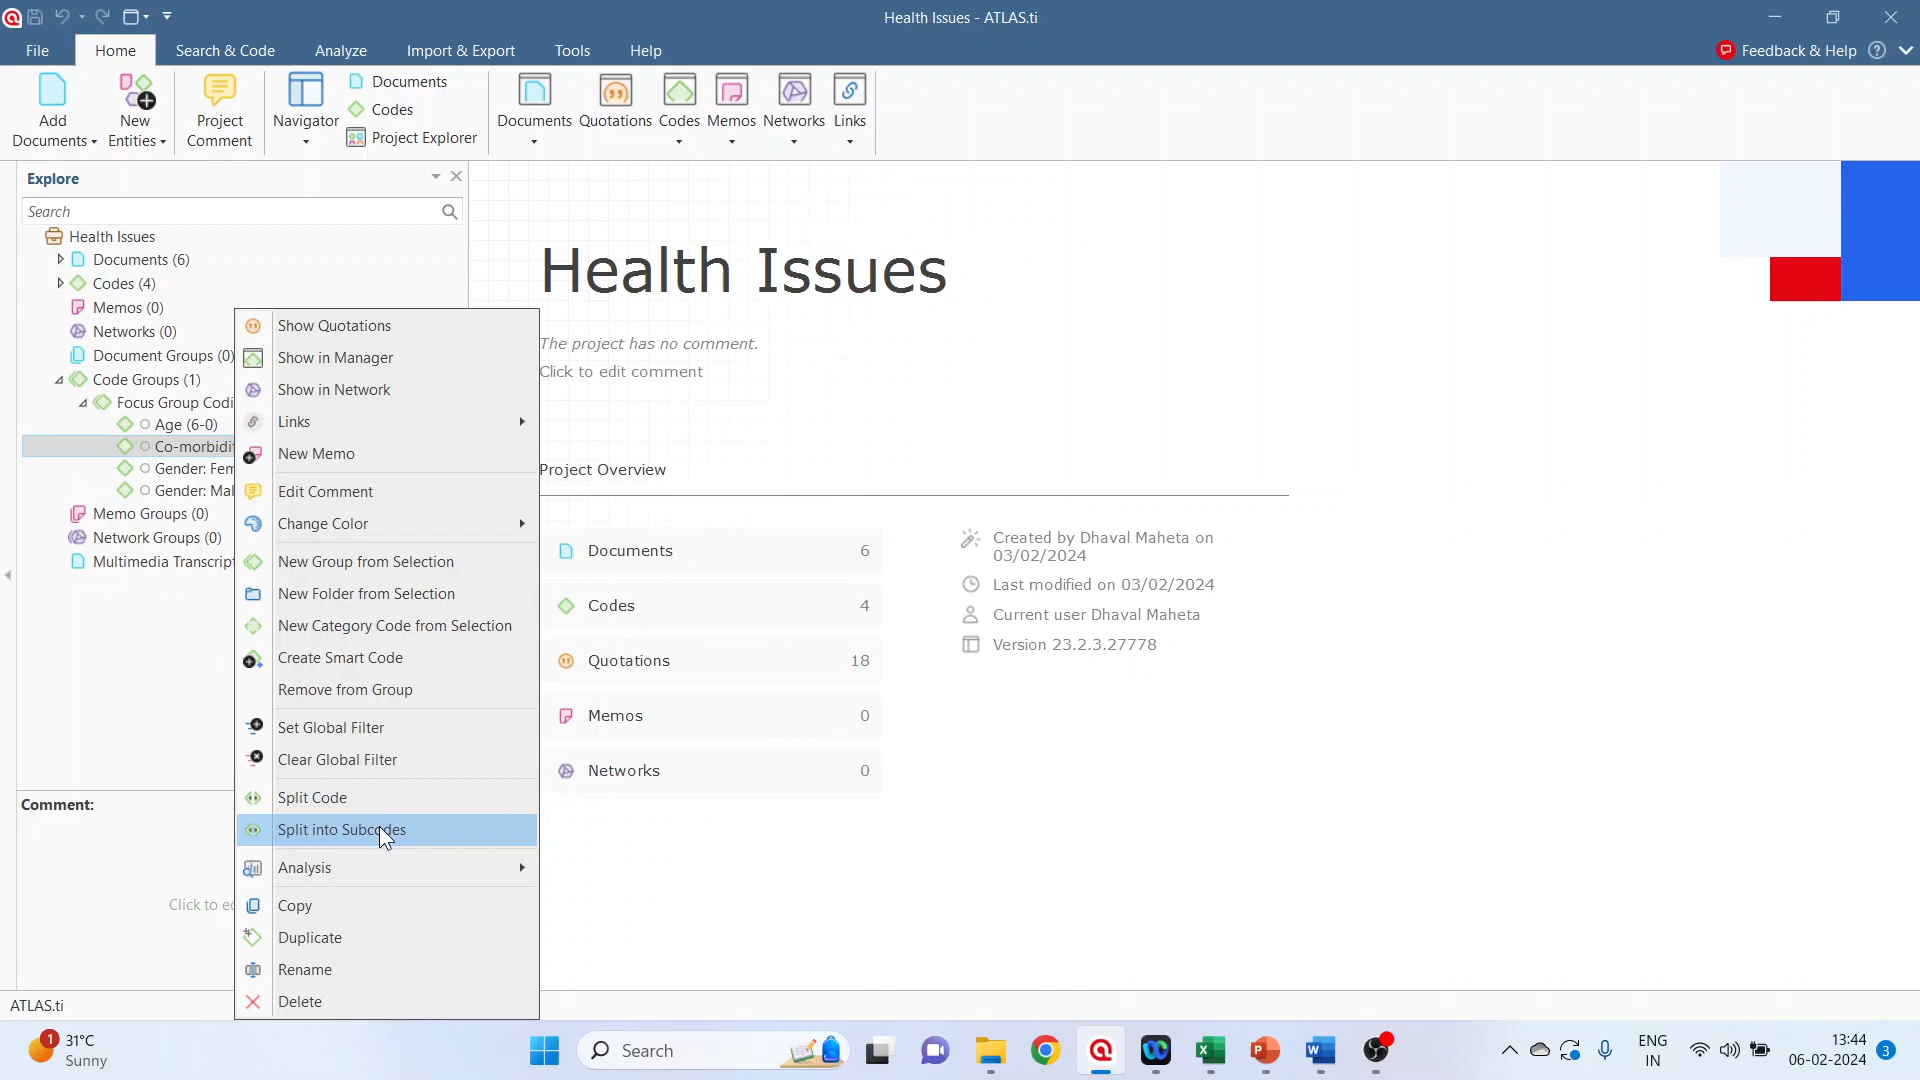 Health Issues - ATLAS.ti
File
Home
Search & Code
Analyze
Import & Export
Tools
Help
Feedback & Help
Add
Documents
New
Entities
Project
Comment
Navigator
Documents
Codes
Project Explorer
Documents
Quotations
Codes
Memos
Networks
Links
Explore
Search
Health Issues
Documents (6)
Codes (4)
Memos (0)
Networks (0)
Document Groups (0)
Code Groups (1)
Focus Group Codi
Age (6-0)
Co-morbidit
Gender: Fem
Gender: Mal
Memo Groups (0)
Network Groups (0)
Multimedia Transcript
Comment:
Click to ed
Show Quotations
Show in Manager
Show in Network
Links
New Memo
Edit Comment
Change Color
New Group from Selection
New Folder from Selection
New Category Code from Selection
Create Smart Code
Remove from Group
Set Global Filter
Clear Global Filter
Split Code
Split into Subcodes
Analysis
Copy
Duplicate
Rename
Delete
Health Issues
The project has no comment.
Click to edit comment
Project Overview
Documents 6
Codes 4
Quotations 18
Memos 0
Networks 0
Created by Dhaval Maheta on
03/02/2024
Last modified on 03/02/2024
Current user Dhaval Maheta
Version 23.2.3.27778
ATLAS.ti
1
31°C
Sunny
Search
ENG
IN
13:44
06-02-2024
3